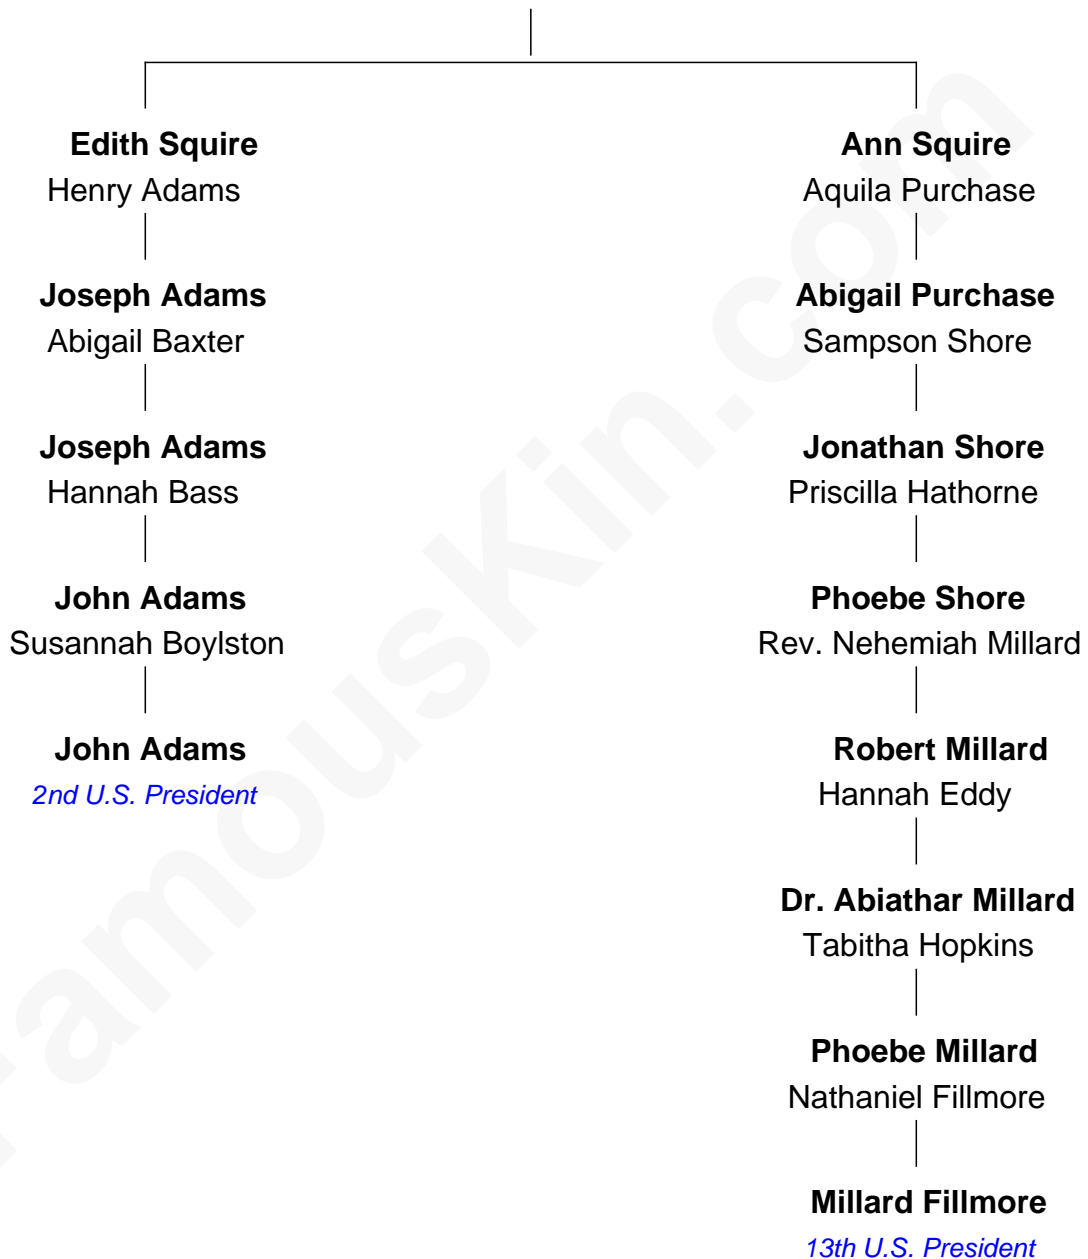 Edith Squire
Henry Adams
Joseph Adams
Abigail Baxter
Joseph Adams
Hannah Bass
John Adams
Susannah Boylston
John Adams
2nd U.S. President
Ann Squire
Aquila Purchase
Abigail Purchase
Sampson Shore
Jonathan Shore
Priscilla Hathorne
Phoebe Shore
Rev. Nehemiah Millard
Robert Millard
Hannah Eddy
Dr. Abiathar Millard
Tabitha Hopkins
Phoebe Millard
Nathaniel Fillmore
Millard Fillmore
13th U.S. President
FamousKin.com